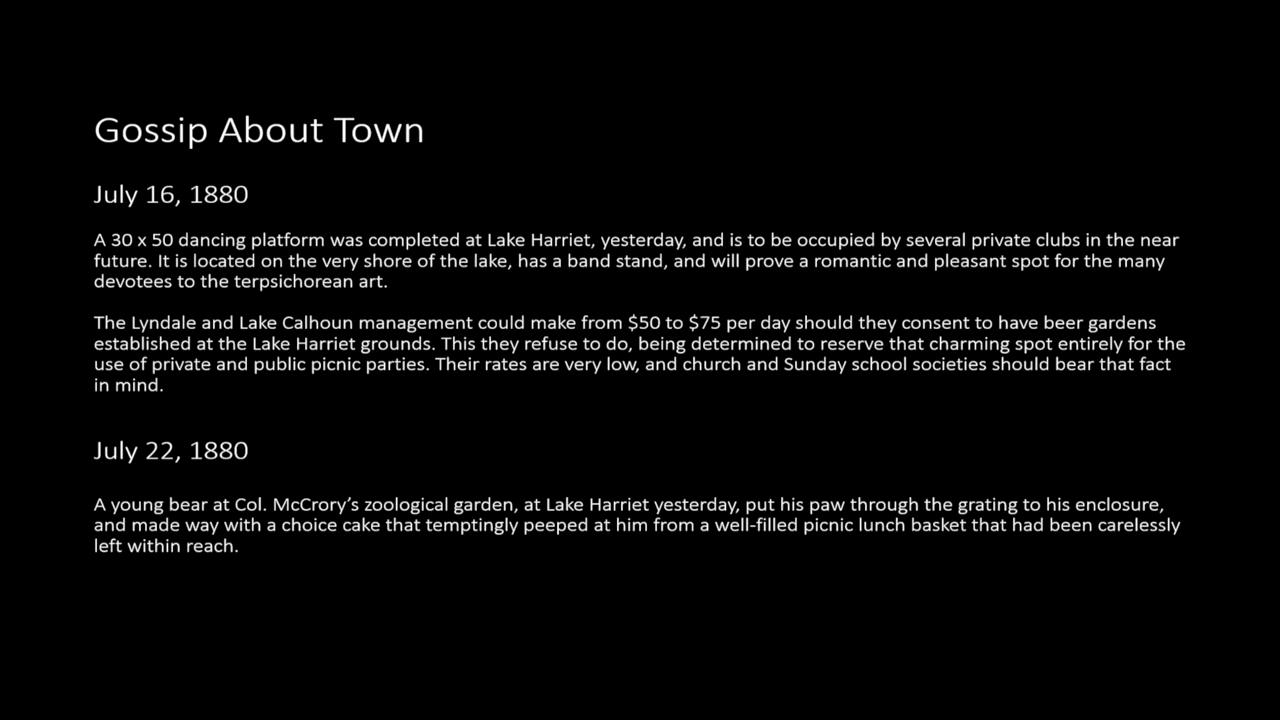 Gossip About Town
July 16, 1880
A 30 x 50 dancing platform was completed at Lake Harriet, yesterday, and is to be occupied by several private clubs in the near
future. It is located on the very shore of the lake, has a band stand, and will prove a romantic and pleasant spot for the many
devotees to the terpsichorean art.
The Lyndale and Lake Calhoun management could make from $50 to $75 per day should they consent to have beer gardens
established at the Lake Harriet grounds. This they refuse to do, being determined to reserve that charming spot entirely for the
use of private and public picnic parties. Their rates are very low, and church and Sunday school societies should bear that fact
in mind.
July 22, 1880
A young bear at Col. McCrory’s zoological garden, at Lake Harriet yesterday, put his paw through the grating to his enclosure,
and made way with a choice cake that temptingly peeped at him from a well-filled picnic lunch basket that had been carelessly
left within reach.